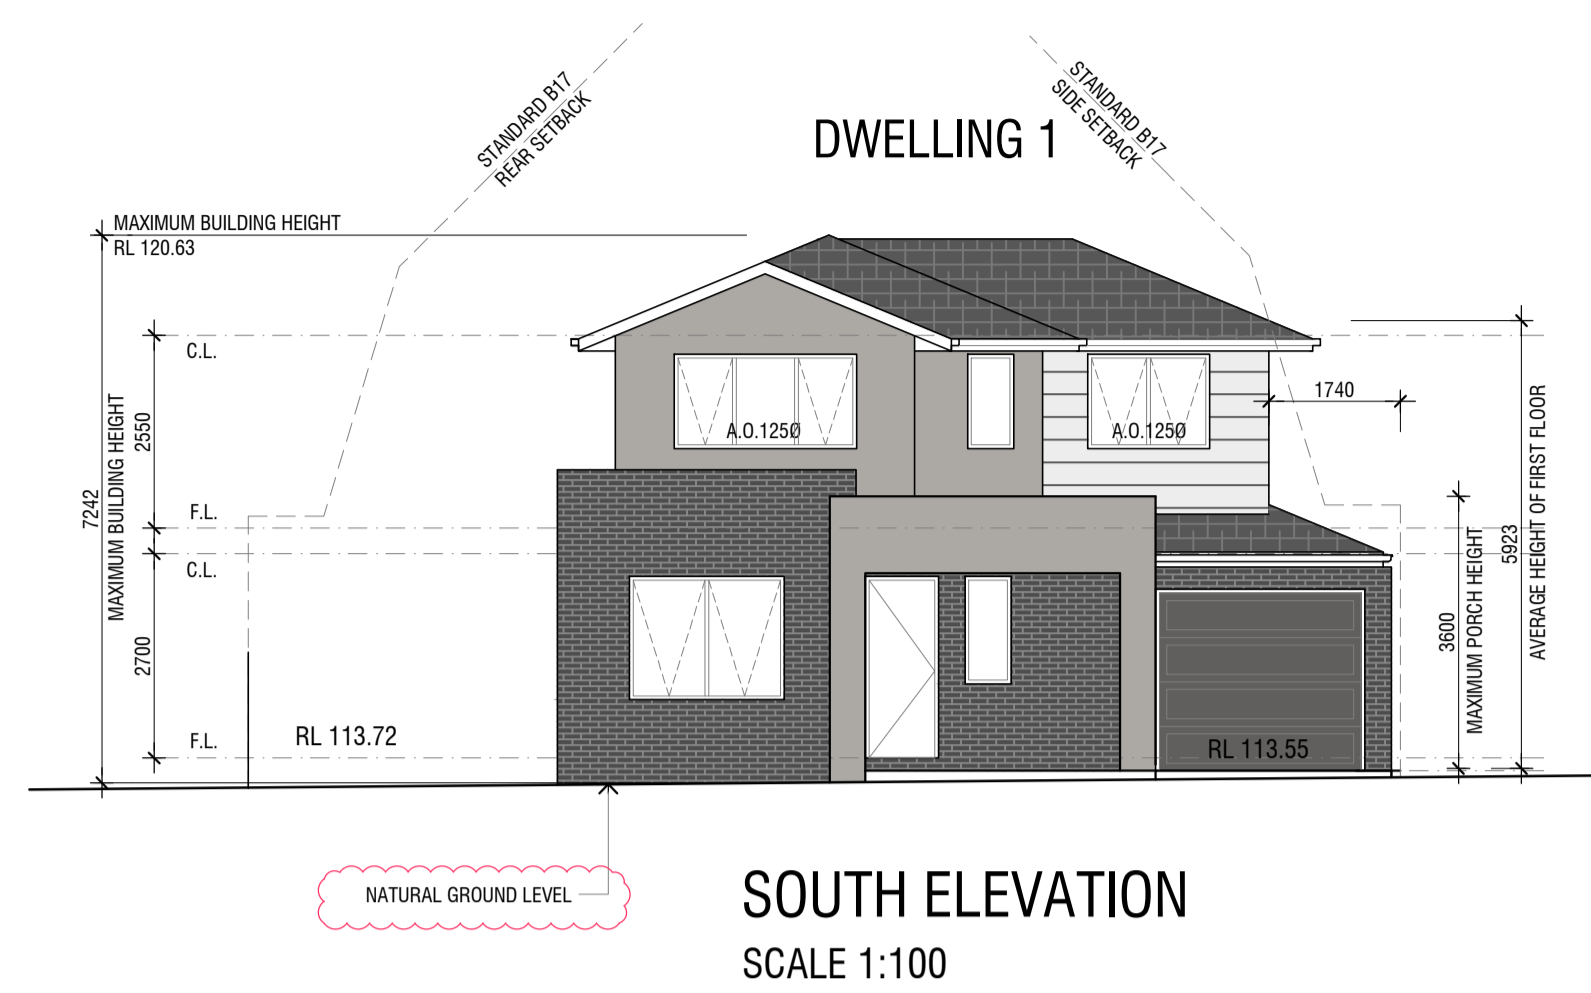 STANDARD B17
REAR SETBACK
STANDARD B17
SIDE SETBACK
DWELLING 1
MAXIMUM BUILDING HEIGHT
RL 120.63
C.L.
2550
MAXIMUM BUILDING HEIGHT
7242
F.L.
C.L.
2700
F.L.
RL 113.72
A.O.1250
A.O.1250
1740
3600
MAXIMUM PORCH HEIGHT
5923
AVERAGE HEIGHT OF FIRST FLOOR
RL 113.55
NATURAL GROUND LEVEL
SOUTH ELEVATION
SCALE 1:100